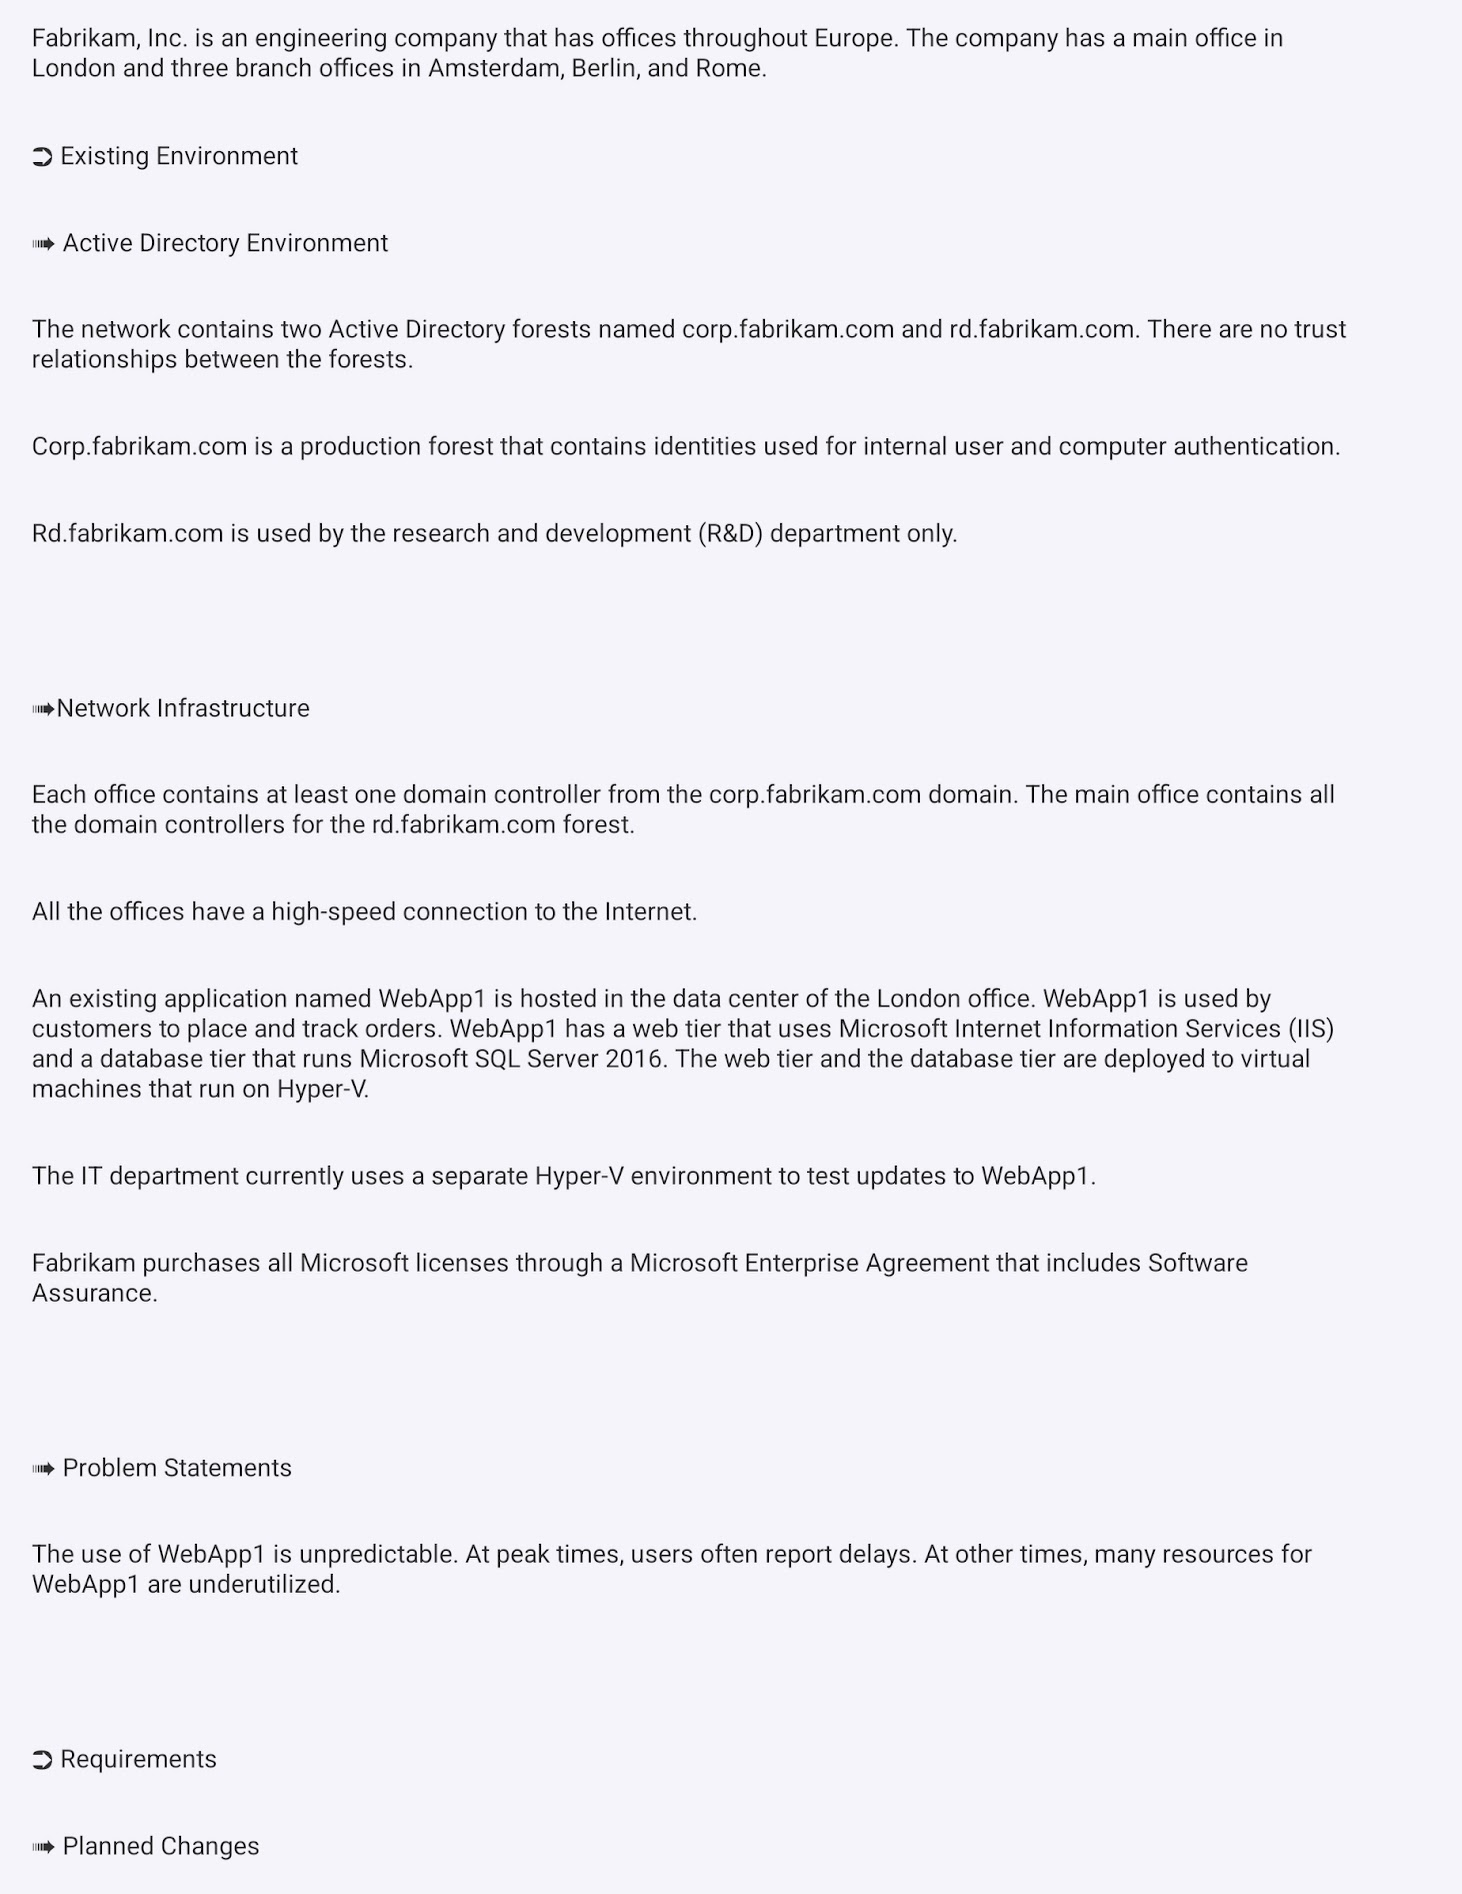 Fabrikam, Inc. is an engineering company that has offices throughout Europe. The company has a main office in
London and three branch offices in Amsterdam, Berlin, and Rome.
➲ Existing Environment
➠ Active Directory Environment
The network contains two Active Directory forests named corp.fabrikam.com and rd.fabrikam.com. There are no trust
relationships between the forests.
Corp.fabrikam.com is a production forest that contains identities used for internal user and computer authentication.
Rd.fabrikam.com is used by the research and development (R&D) department only.
➠Network Infrastructure
Each office contains at least one domain controller from the corp.fabrikam.com domain. The main office contains all
the domain controllers for the rd.fabrikam.com forest.
All the offices have a high-speed connection to the Internet.
An existing application named WebApp1 is hosted in the data center of the London office. WebApp1 is used by
customers to place and track orders. WebApp1 has a web tier that uses Microsoft Internet Information Services (IIS)
and a database tier that runs Microsoft SQL Server 2016. The web tier and the database tier are deployed to virtual
machines that run on Hyper-V.
The IT department currently uses a separate Hyper-V environment to test updates to WebApp1.
Fabrikam purchases all Microsoft licenses through a Microsoft Enterprise Agreement that includes Software
Assurance.
➠ Problem Statements
The use of WebApp1 is unpredictable. At peak times, users often report delays. At other times, many resources for
WebApp1 are underutilized.
➲ Requirements
➠ Planned Changes